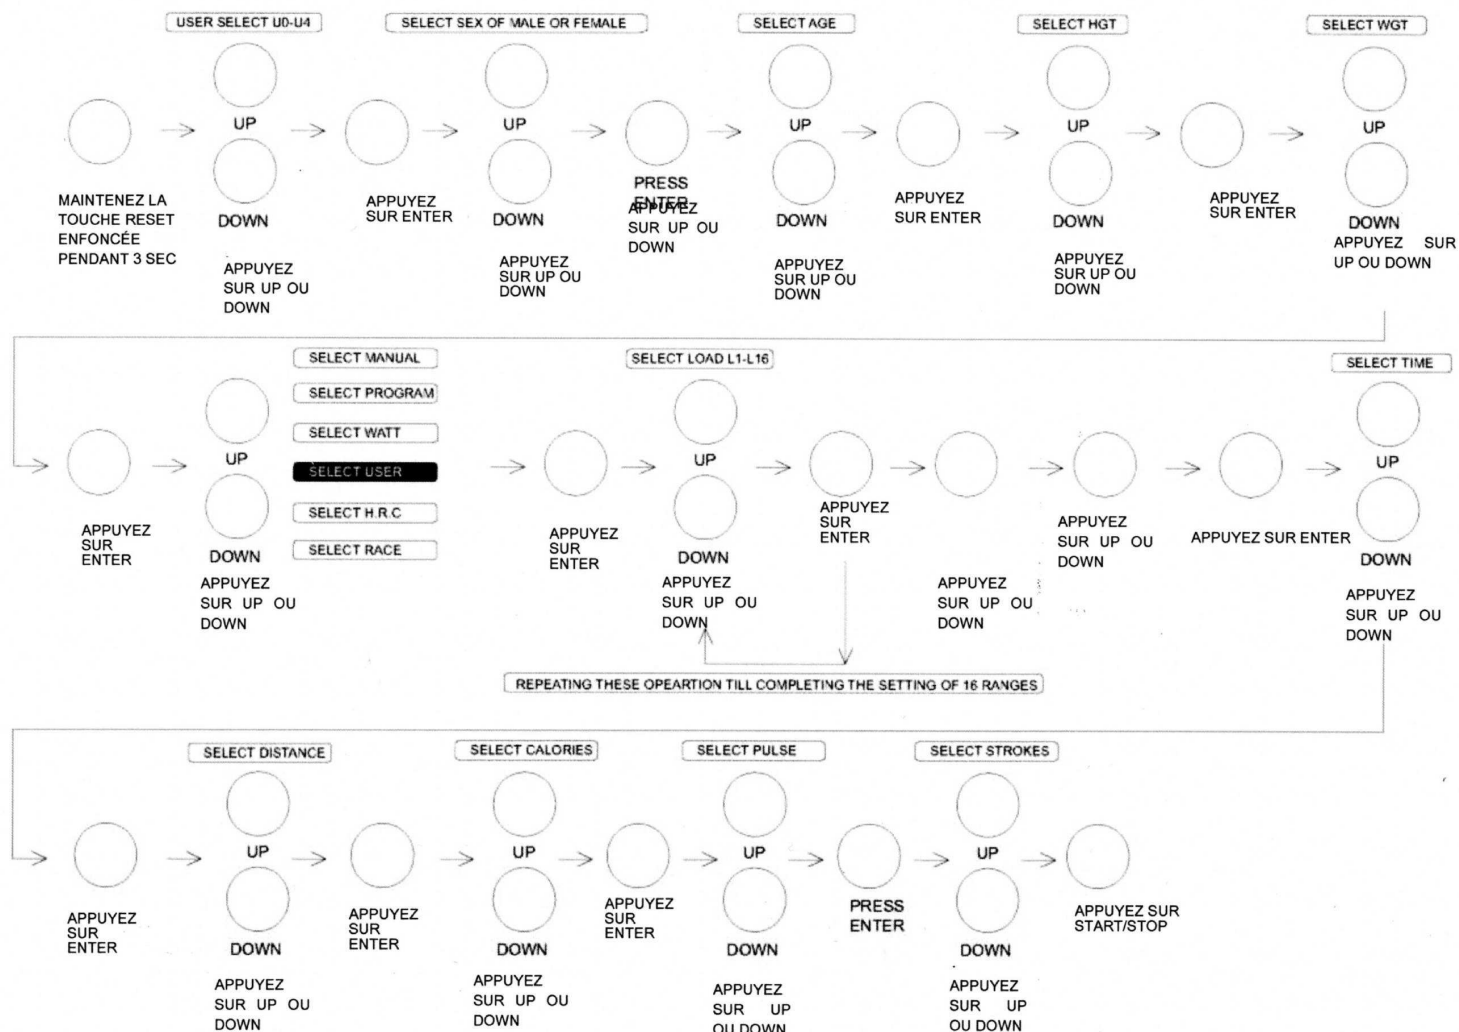 USER SELECT U0-U4
SELECT SEX OF MALE OR FEMALE
SELECT AGE
SELECT HGT
SELECT WGT
UP
UP
UP
UP
UP
MAINTENEZ LA
TOUCHE RESET
ENFONCÉE
PENDANT 3 SEC
DOWN
APPUYEZ
SUR UP OU
DOWN
APPUYEZ
SUR ENTER
DOWN
APPUYEZ
SUR UP OU
DOWN
PRESS
ENTER
APPUYEZ
SUR UP OU
DOWN
DOWN
APPUYEZ
SUR UP OU
DOWN
APPUYEZ
SUR ENTER
DOWN
APPUYEZ
SUR UP OU
DOWN
APPUYEZ
SUR ENTER
DOWN
APPUYEZ SUR
UP OU DOWN
SELECT MANUAL
SELECT PROGRAM
SELECT WATT
SELECT USER
SELECT H.R.C
SELECT RACE
SELECT LOAD L1-L16
SELECT TIME
APPUYEZ
SUR
ENTER
UP
DOWN
APPUYEZ
SUR UP OU
DOWN
APPUYEZ
SUR
ENTER
UP
DOWN
APPUYEZ
SUR UP OU
DOWN
APPUYEZ
SUR
ENTER
APPUYEZ
SUR UP OU
DOWN
APPUYEZ
SUR UP OU
DOWN
APPUYEZ SUR ENTER
UP
DOWN
APPUYEZ
SUR UP OU
DOWN
REPEATING THESE OPEARTION TILL COMPLETING THE SETTING OF 16 RANGES
SELECT DISTANCE
SELECT CALORIES
SELECT PULSE
SELECT STROKES
APPUYEZ
SUR
ENTER
UP
DOWN
APPUYEZ
SUR UP OU
DOWN
APPUYEZ
SUR
ENTER
UP
DOWN
APPUYEZ
SUR UP OU
DOWN
APPUYEZ
SUR
ENTER
UP
DOWN
APPUYEZ
SUR UP
OU DOWN
PRESS
ENTER
UP
DOWN
APPUYEZ
SUR UP
OU DOWN
APPUYEZ SUR
START/STOP